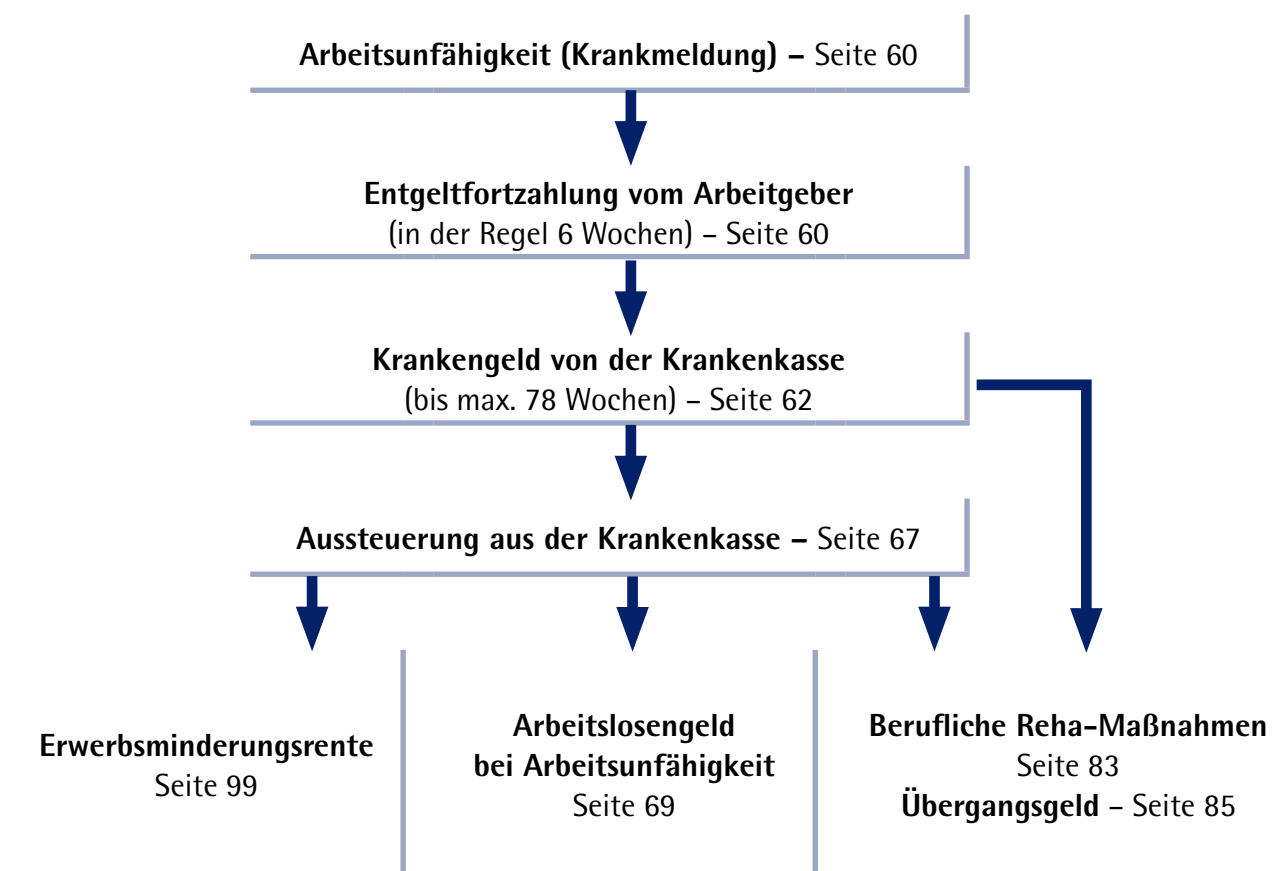 Arbeitsunfähigkeit (Krankmeldung) – Seite 60
Entgeltfortzahlung vom Arbeitgeber
(in der Regel 6 Wochen) – Seite 60
Krankengeld von der Krankenkasse
(bis max. 78 Wochen) – Seite 62
Aussteuerung aus der Krankenkasse – Seite 67
Erwerbsminderungsrente
Seite 99
Arbeitslosengeld
bei Arbeitsunfähigkeit
Seite 69
Berufliche Reha-Maßnahmen
Seite 83
Übergangsgeld – Seite 85